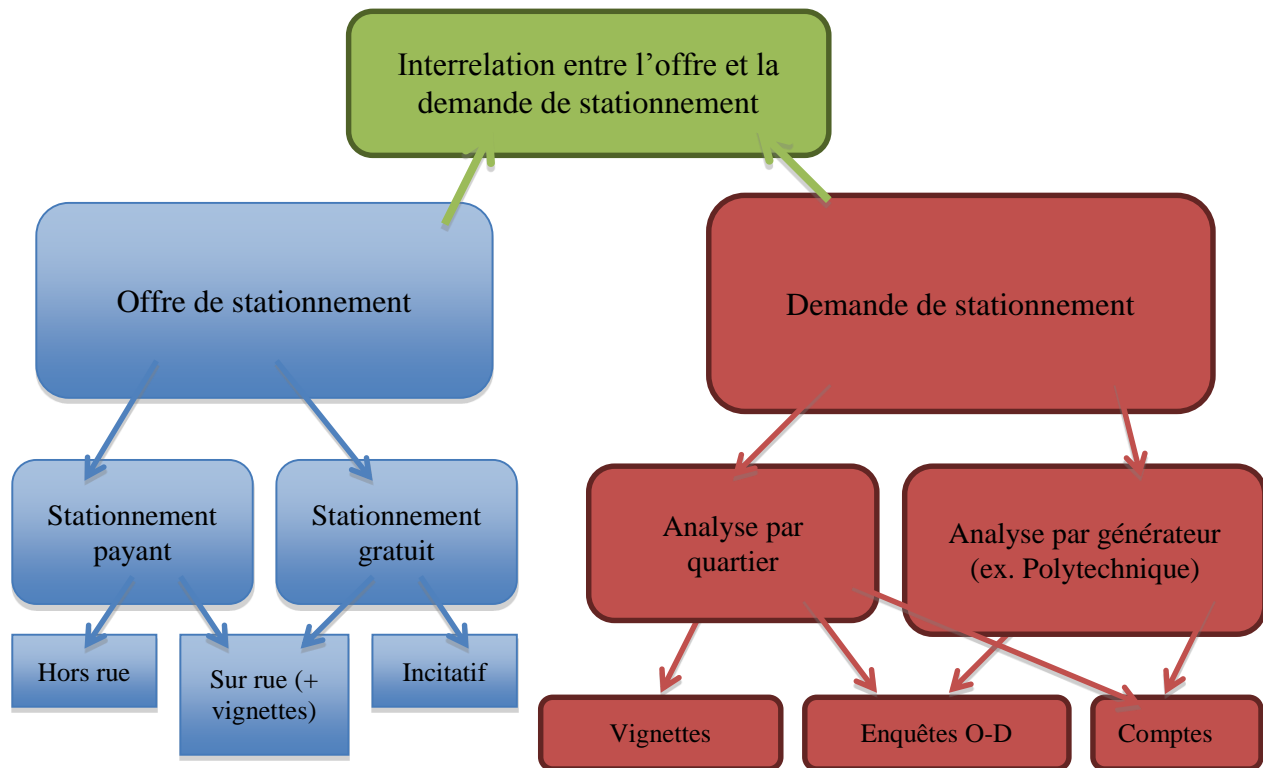 Interrelation entre l’offre et la
demande de stationnement
Offre de stationnement
Demande de stationnement
Stationnement
payant
Stationnement
gratuit
Analyse par
quartier
Analyse par générateur
(ex. Polytechnique)
Hors rue
Sur rue (+
vignettes)
Incitatif
Vignettes
Enquêtes O-D
Comptes